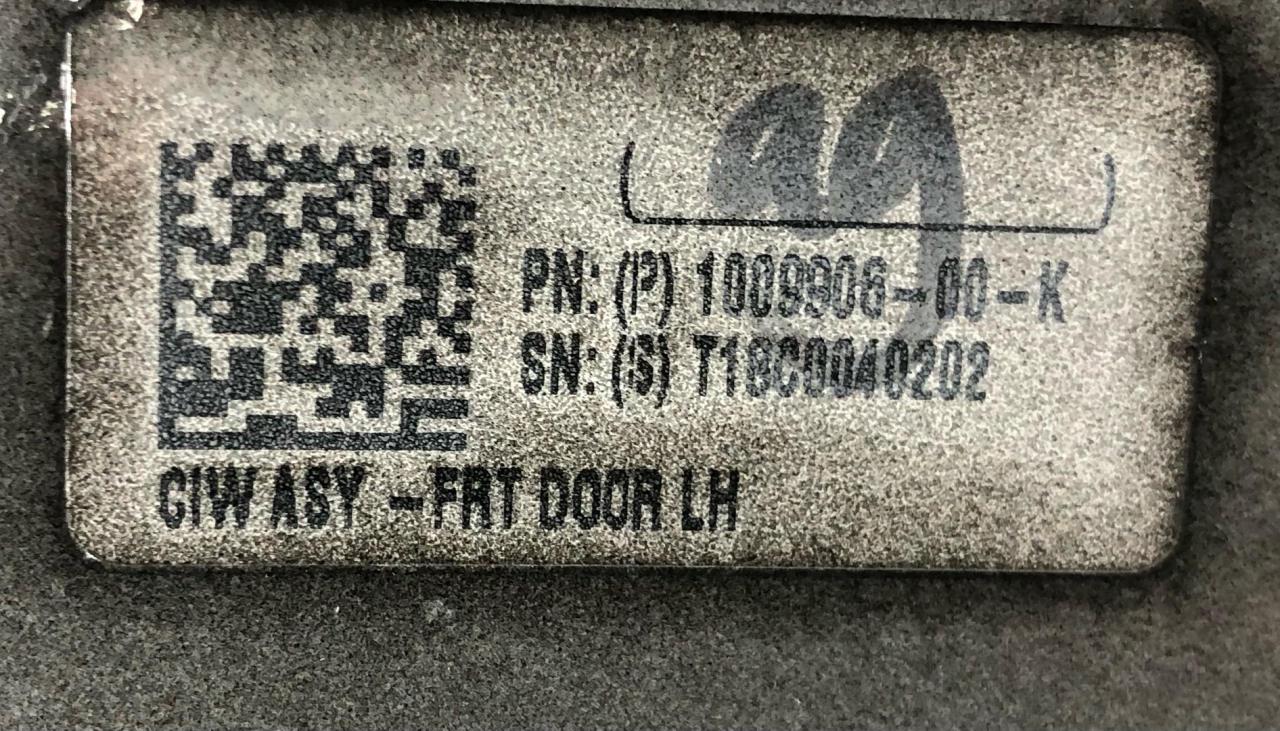 PN: (P) 1009906-00-K
SN: (S) T18C0040202
CIW ASY -FRT DOOR LH